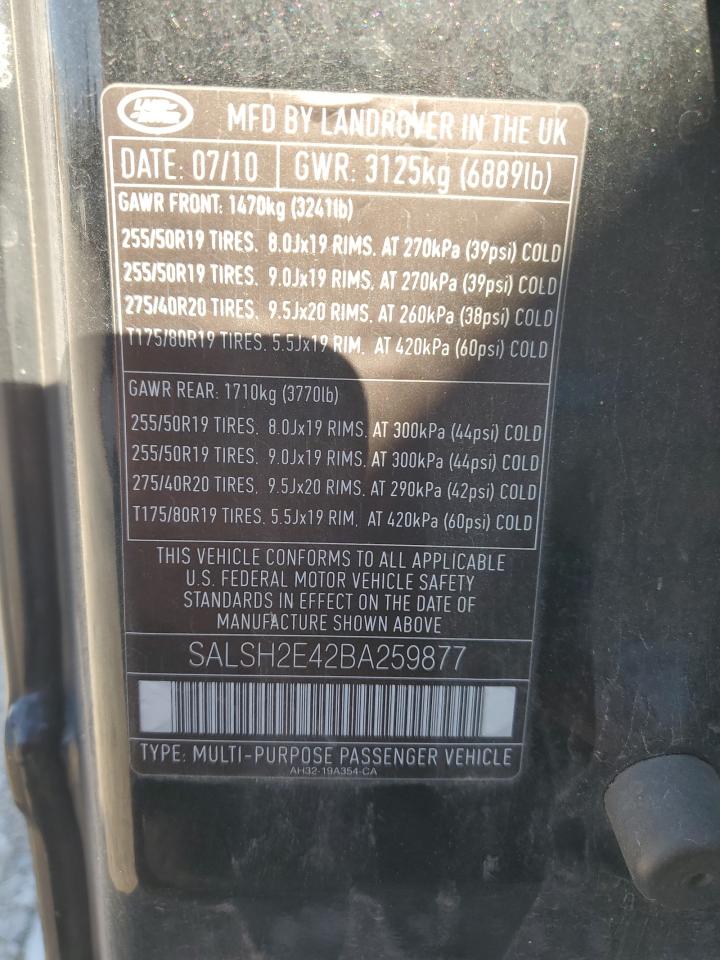 LAND
ROVER
MFD BY LANDROVER IN THE UK
DATE: 07/10 GWR: 3125kg (6889lb)
GAWR FRONT: 1470kg (3241lb)
255/50R19 TIRES, 8.0Jx19 RIMS, AT 270kPa (39psi) COLD
255/50R19 TIRES, 9.0Jx19 RIMS, AT 270kPa (39psi) COLD
275/40R20 TIRES, 9.5Jx20 RIMS, AT 260kPa (38psi) COLD
T175/80R19 TIRES, 5.5Jx19 RIM, AT 420kPa (60psi) COLD
GAWR REAR: 1710kg (3770lb)
255/50R19 TIRES, 8.0Jx19 RIMS, AT 300kPa (44psi) COLD
255/50R19 TIRES, 9.0Jx19 RIMS, AT 300kPa (44psi) COLD
275/40R20 TIRES, 9.5Jx20 RIMS, AT 290kPa (42psi) COLD
T175/80R19 TIRES, 5.5Jx19 RIM, AT 420kPa (60psi) COLD
THIS VEHICLE CONFORMS TO ALL APPLICABLE
U.S. FEDERAL MOTOR VEHICLE SAFETY
STANDARDS IN EFFECT ON THE DATE OF
MANUFACTURE SHOWN ABOVE
SALSH2E42BA259877
TYPE: MULTI-PURPOSE PASSENGER VEHICLE
AH32-19A354-CA